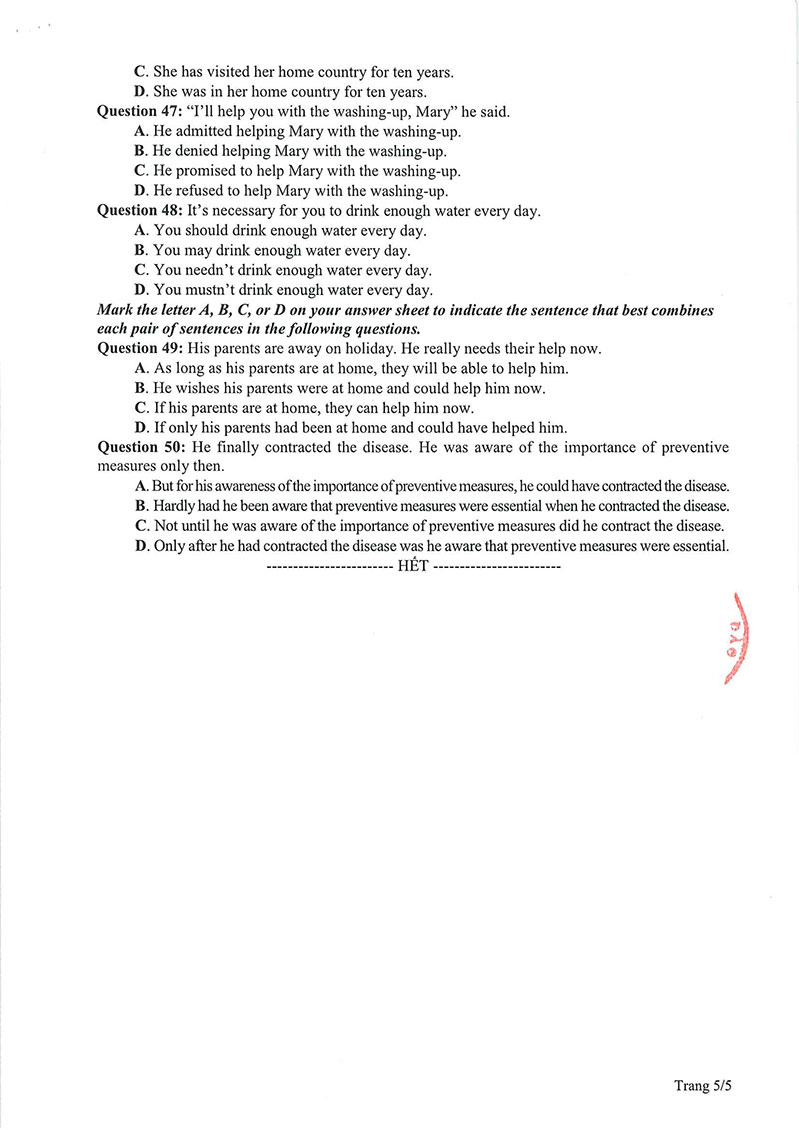 C. She has visited her home country for ten years.
D. She was in her home country for ten years.
Question 47: “I’ll help you with the washing-up, Mary” he said.
A. He admitted helping Mary with the washing-up.
B. He denied helping Mary with the washing-up.
C. He promised to help Mary with the washing-up.
D. He refused to help Mary with the washing-up.
Question 48: It’s necessary for you to drink enough water every day.
A. You should drink enough water every day.
B. You may drink enough water every day.
C. You needn’t drink enough water every day.
D. You mustn’t drink enough water every day.
Mark the letter A, B, C, or D on your answer sheet to indicate the sentence that best combines
each pair of sentences in the following questions.
Question 49: His parents are away on holiday. He really needs their help now.
A. As long as his parents are at home, they will be able to help him.
B. He wishes his parents were at home and could help him now.
C. If his parents are at home, they can help him now.
D. If only his parents had been at home and could have helped him.
Question 50: He finally contracted the disease. He was aware of the importance of preventive
measures only then.
A. But for his awareness of the importance of preventive measures, he could have contracted the disease.
B. Hardly had he been aware that preventive measures were essential when he contracted the disease.
C. Not until he was aware of the importance of preventive measures did he contract the disease.
D. Only after he had contracted the disease was he aware that preventive measures were essential.
------------------------ HẾT ------------------------
Trang 5/5